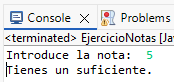 Console Problems
<terminated> EjercicioNotas [Ja
Introduce la nota: 5
Tienes un suficiente.